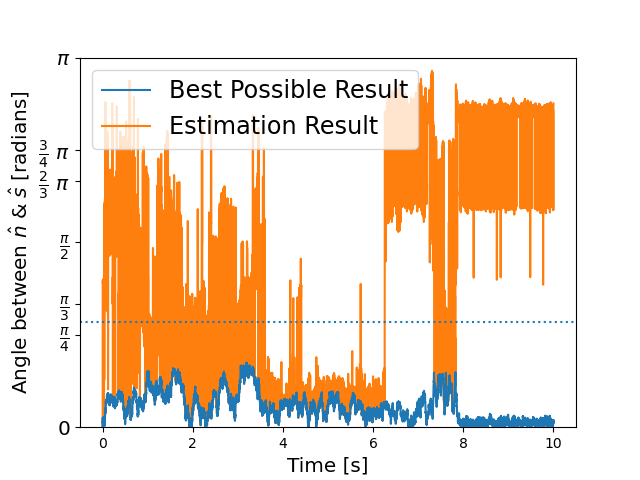 π
3/4 π
2/3 π
π/2
π/3
π/4
0
Angle between n̂ & ŝ [radians]
Best Possible Result
Estimation Result
0 2 4 6 8 10
Time [s]